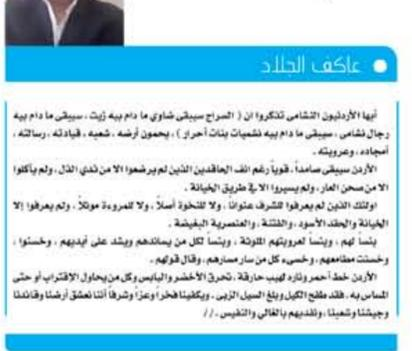 عاكف الجلاد
أيها الأردنيون النشامى تذكروا ان ( السراج سيبقى ضاوي ما دام بيه زيت ، سيبقى ما دام بيه
رجال نشامى ، سيبقى ما دام بيه نشميات بنات أحرار ) ، يحمون أرضه ، شعبه ، قيادته ، رسالته ،
أمجاده ، وعروبته .
الأردن سيبقى صامداً ، قوياً رغم انف الحاقدين الذين لم يرضعوا الا من ثدي الذل ، ولم يأكلوا
الا من صحن العار ، ولم يسيروا الا في طريق الخيانة .
اولئك الذين لم يعرفوا للشرف عنواناً ، ولا للنخوة أصلاً ، ولا للمروءة موئلاً ، ولم يعرفوا إلا
الخيانة والحقد الأسود ، والفتنة ، والعنصرية البغيضة .
بئساً لهم ، وبئساً لعروبتهم الملوثة ، وبئساً لكل من يساندهم ويشد على أيديهم ، وخسئوا ،
وخسئت مطامعهم ، وخسيء كل من سار مسارهم ، وقال قولهم .
الأردن خط أحمر وناره لهيب حارقة ، تحرق الأخضر واليابس وكل من يحاول الإقتراب أو حتى
المساس به ، فقد طفح الكيل وبلغ السيل الزبى ، ويكفينا فخراً وعزاً وشرفاً أننا نعشق أرضنا وقائدنا
وجيشنا وشعبنا ، ونفديهم بالغالي والنفيس . //